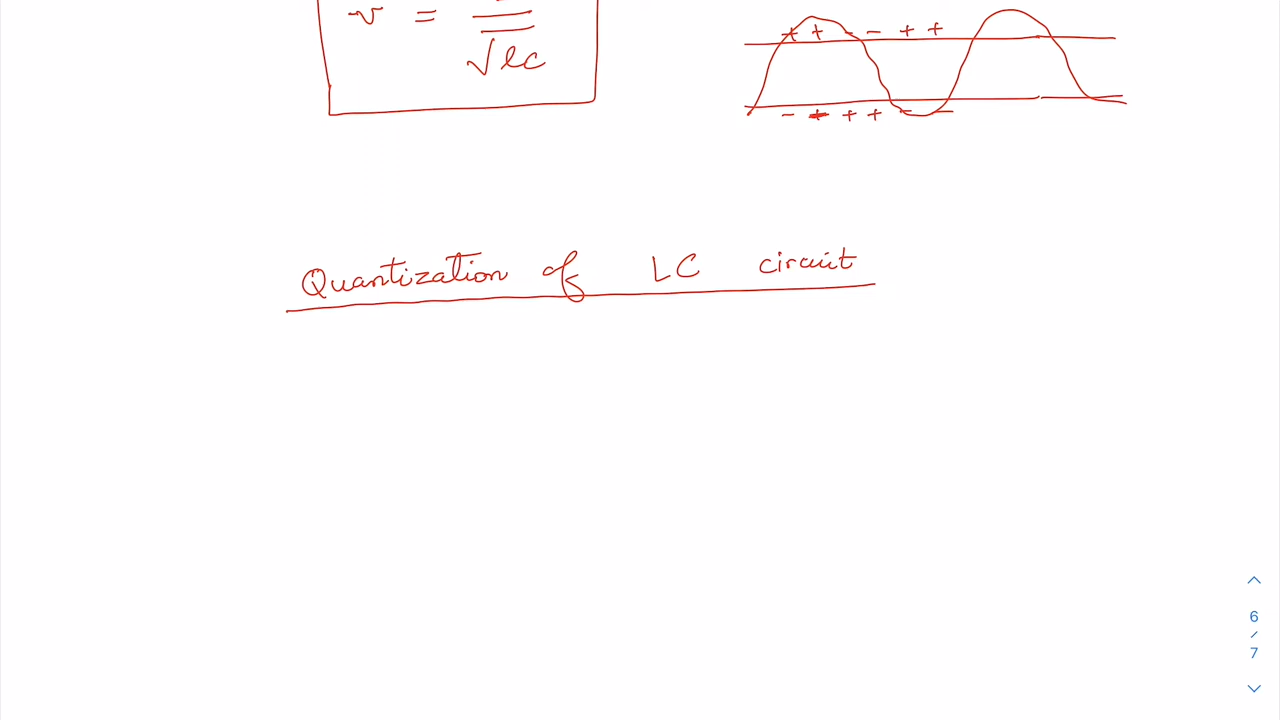 v = √lc
+ + - - + +
- + + + - -
Quantization of LC circuit
6
/
7